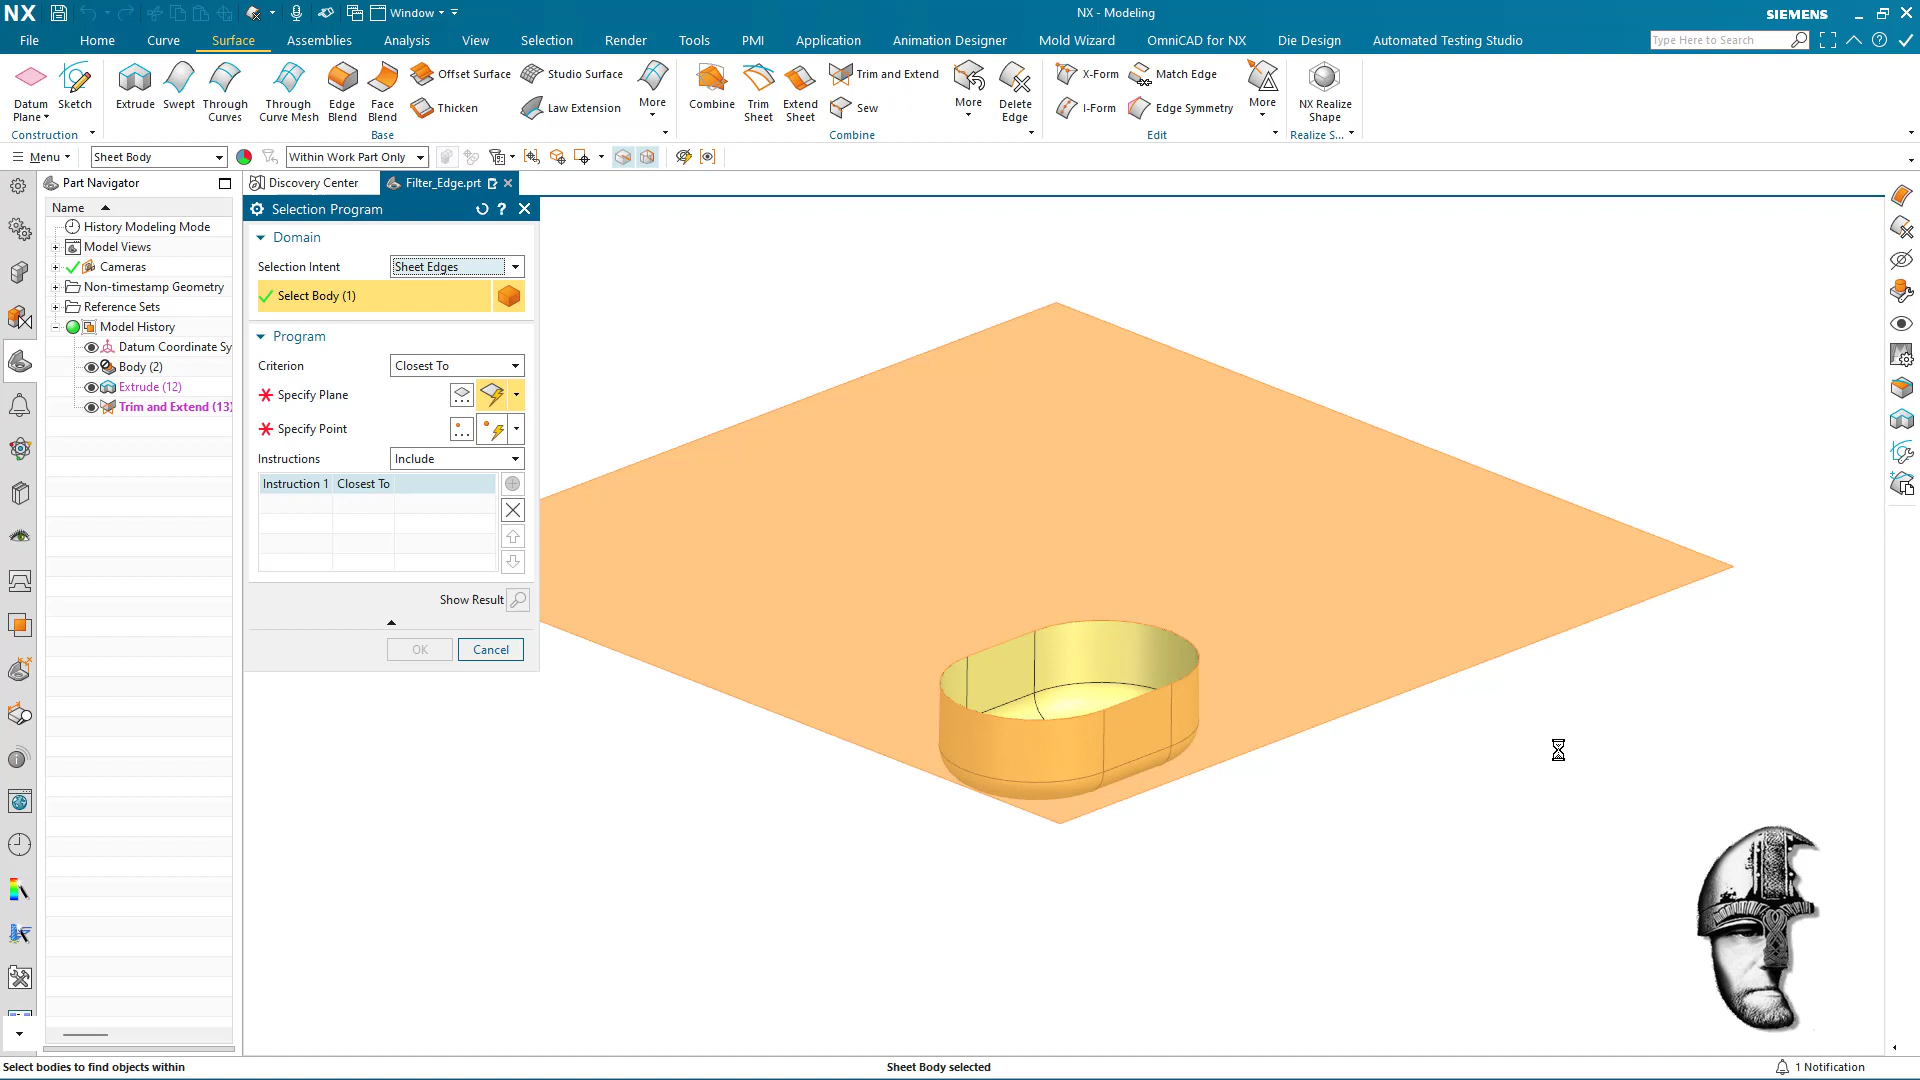 NX
Window
NX - Modeling
SIEMENS
File
Home
Curve
Surface
Assemblies
Analysis
View
Selection
Render
Tools
PMI
Application
Animation Designer
Mold Wizard
OmniCAD for NX
Die Design
Automated Testing Studio
Type Here to Search
Datum
Plane
Sketch
Construction
Extrude
Swept
Through
Curves
Through
Curve Mesh
Edge
Blend
Face
Blend
Offset Surface
Thicken
Studio Surface
Law Extension
More
Base
Combine
Trim
Sheet
Extend
Sheet
Trim and Extend
Sew
More
Delete
Edge
Combine
X-Form
I-Form
Match Edge
Edge Symmetry
More
Edit
NX Realize
Shape
Realize S...
Menu
Sheet Body
Within Work Part Only
Part Navigator
Discovery Center
Filter_Edge.prt
Name
History Modeling Mode
Model Views
Cameras
Non-timestamp Geometry
Reference Sets
Model History
Datum Coordinate Sy
Body (2)
Extrude (12)
Trim and Extend (13)
Selection Program
Domain
Selection Intent
Sheet Edges
Select Body (1)
Program
Criterion
Closest To
Specify Plane
Specify Point
Instructions
Include
Instruction 1
Closest To
Show Result
OK
Cancel
Select bodies to find objects within
Sheet Body selected
1 Notification